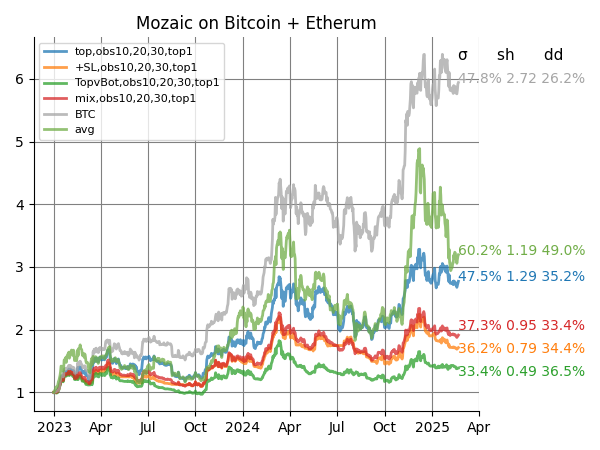 Mozaic on Bitcoin + Etherum
top,obs10,20,30,top1
+SL,obs10,20,30,top1
TopvBot,obs10,20,30,top1
mix,obs10,20,30,top1
BTC
avg
σ sh dd
47.8% 2.72 26.2%
60.2% 1.19 49.0%
47.5% 1.29 35.2%
37.3% 0.95 33.4%
36.2% 0.79 34.4%
33.4% 0.49 36.5%
6
5
4
3
2
1
2023 Apr Jul Oct 2024 Apr Jul Oct 2025 Apr